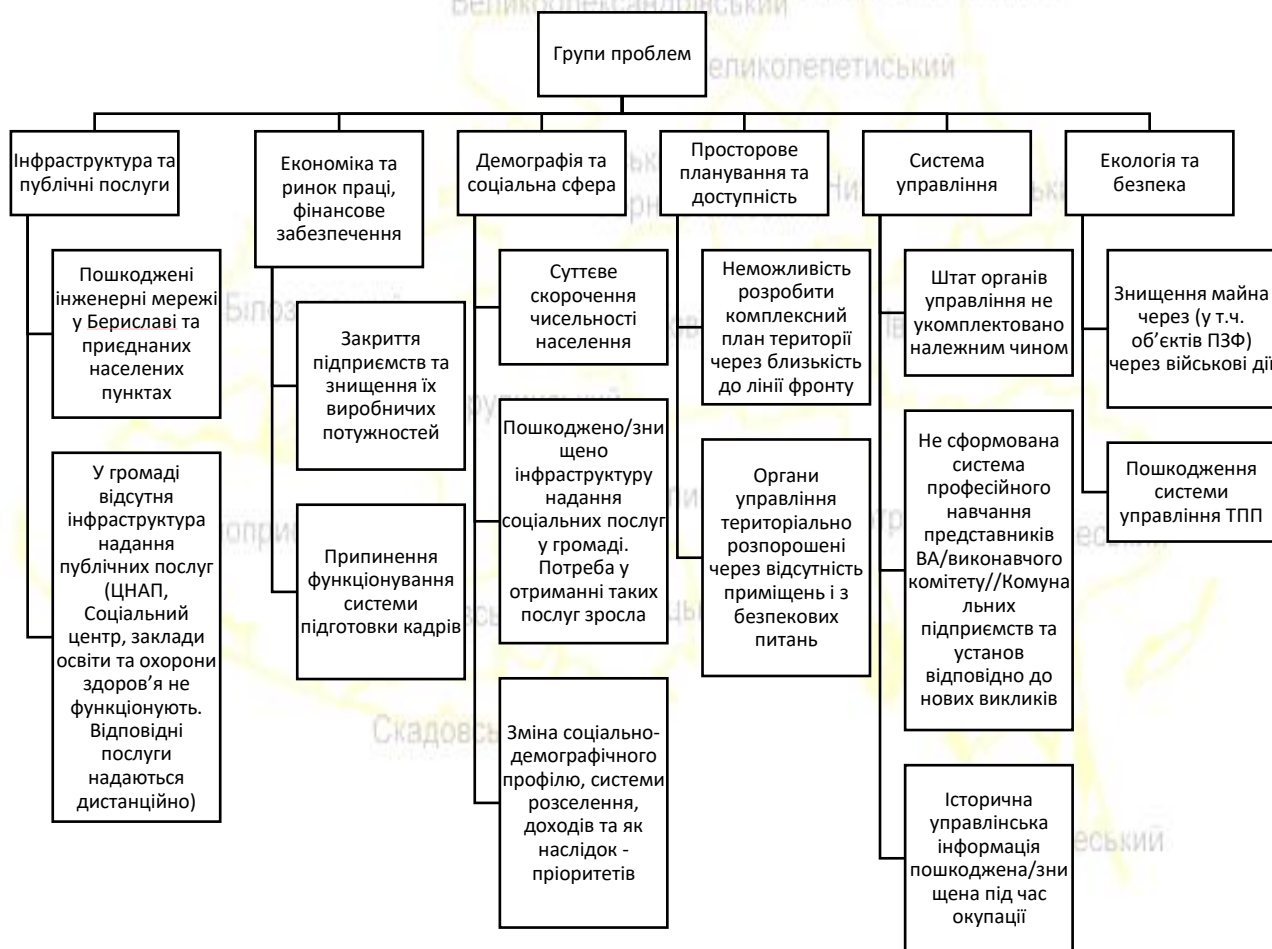 Великоолександрівський
Групи проблем
еликолепетиський
Інфраструктура та
публічні послуги
Економіка та
ринок праці,
фінансове
забезпечення
Демографія та
соціальна сфера
Просторове
планування та
доступність
Система
управління
Екологія та
безпека
Пошкоджені
інженерні мережі
у Бериславі та
приєднаних
населених
пунктах
У громаді
відсутня
інфраструктура
надання
публічних послуг
(ЦНАП,
Соціальний
центр, заклади
освіти та охорони
здоров’я не
функціонують.
Відповідні
послуги
надаються
дистанційно)
Закриття
підприємств та
знищення їх
виробничих
потужностей
Припинення
функціонування
системи
підготовки кадрів
Суттєве
скорочення
чисельності
населення
Пошкоджено/зни
щено
інфраструктуру
надання
соціальних послуг
у громаді.
Потреба у
отриманні таких
послуг зросла
Зміна соціально-
демографічного
профілю, системи
розселення,
доходів та як
наслідок -
пріоритетів
Неможливість
розробити
комплексний
план території
через близькість
до лінії фронту
Органи
управління
територіально
розпорошені
через відсутність
приміщень і з
безпекових
питань
Штат органів
управління не
укомплектовано
належним чином
Не сформована
система
професійного
навчання
представників
ВА/виконавчого
комітету//Комуна
льних
підприємств та
установ
відповідно до
нових викликів
Історична
управлінська
інформація
пошкоджена/зни
щена під час
окупації
Знищення майна
через (у т.ч.
об’єктів ПЗФ)
через військові дії
Пошкодження
системи
управління ТПП
Білоз
Скадовсь
еський
еський